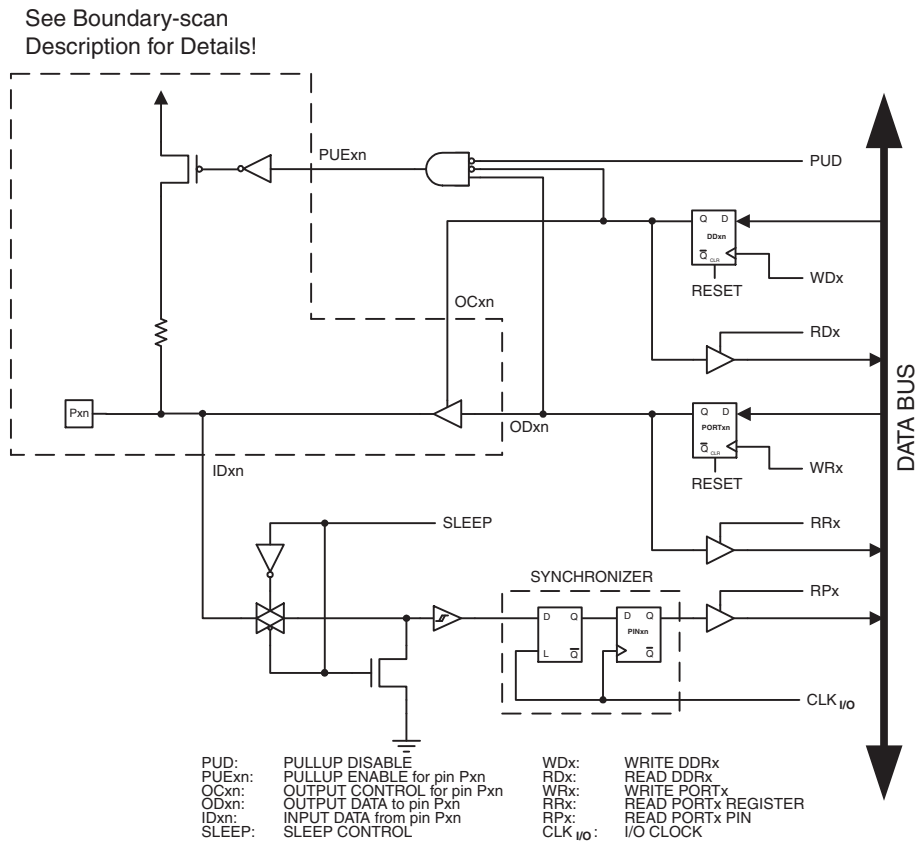 See Boundary-scan
Description for Details!
PUExn
PUD
Q D
DDxn
Q CLR
RESET
WDx
OCxn
RDx
Pxn
ODxn
Q D
PORTxn
Q CLR
RESET
WRx
DATA BUS
IDxn
SLEEP
RRx
SYNCHRONIZER
RPx
D Q
L Q
D Q
PINxn
Q
CLK I/O
PUD: PULLUP DISABLE
PUExn: PULLUP ENABLE for pin Pxn
OCxn: OUTPUT CONTROL for pin Pxn
ODxn: OUTPUT DATA to pin Pxn
IDxn: INPUT DATA from pin Pxn
SLEEP: SLEEP CONTROL
WDx: WRITE DDRx
RDx: READ DDRx
WRx: WRITE PORTx
RRx: READ PORTx REGISTER
RPx: READ PORTx PIN
CLK I/O: I/O CLOCK